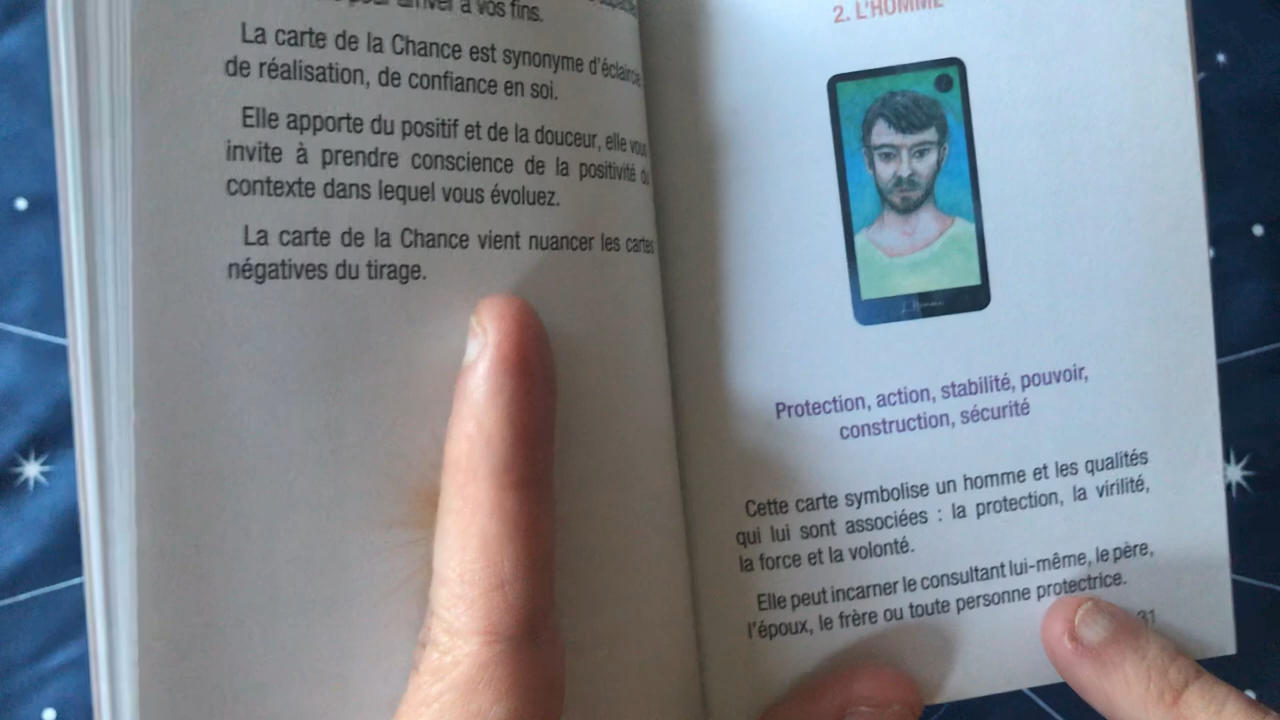 arriver à vos fins.
La carte de la Chance est synonyme d'éclaircie,
de réalisation, de confiance en soi.
Elle apporte du positif et de la douceur, elle vous
invite à prendre conscience de la positivité
contexte dans lequel vous évoluez.
La carte de la Chance vient nuancer les cartes
négatives du tirage.
2. L'HOMME
Protection, action, stabilité, pouvoir,
construction, sécurité
Cette carte symbolise un homme et les qualités
qui lui sont associées : la protection, la virilité,
la force et la volonté.
Elle peut incarner le consultant lui-même, le père,
l'époux, le frère ou toute personne protectrice.
31